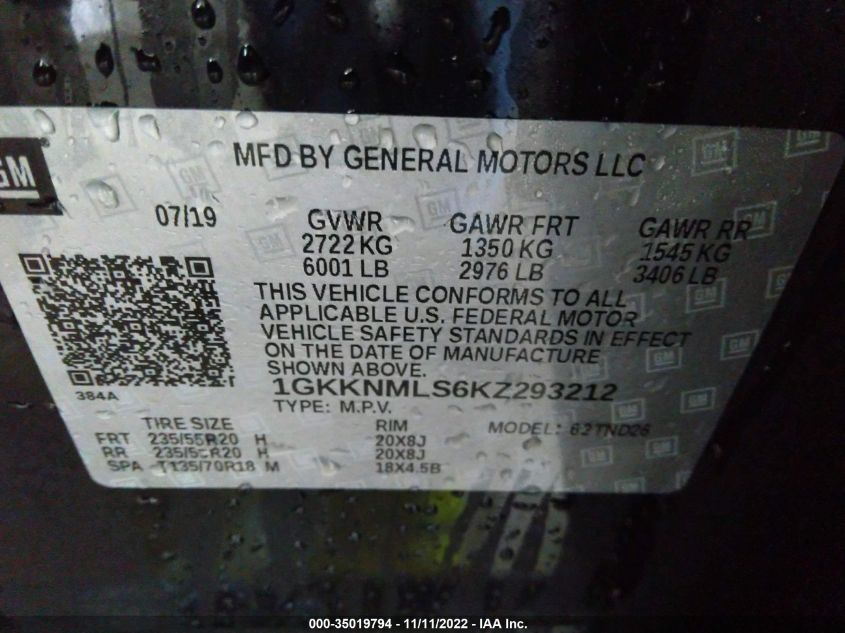 GM
MFD BY GENERAL MOTORS LLC
07/19 GVWR GAWR FRT GAWR RR
2722 KG 1350 KG 1545 KG
6001 LB 2976 LB 3406 LB
THIS VEHICLE CONFORMS TO ALL
APPLICABLE U.S. FEDERAL MOTOR
VEHICLE SAFETY STANDARDS IN EFFECT
ON THE DATE OF MANUFACTURE
SHOWN ABOVE.
1GKKNMLS6KZ293212
384A TYPE: M.P.V.
TIRE SIZE RIM MODEL: 62TND26
FRT 235/55R20 H 20X8J
RR 235/55R20 H 20X8J
SPA T135/70R18 M 18X4.5B
000-35019794 - 11/11/2022 - IAA Inc.